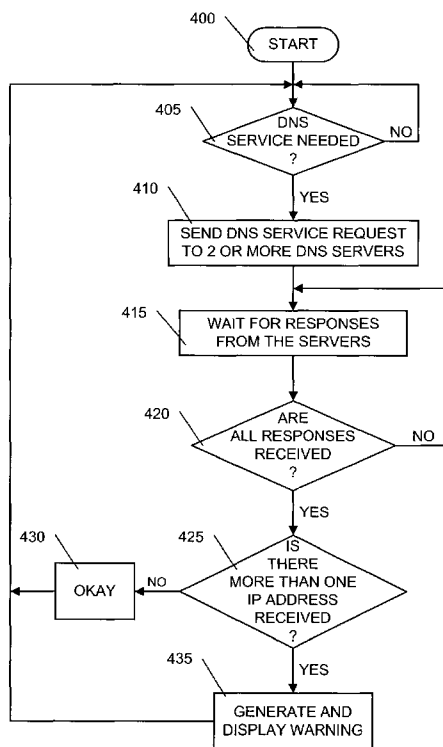 400
START
405
DNS
SERVICE NEEDED
?
NO
YES
410
SEND DNS SERVICE REQUEST
TO 2 OR MORE DNS SERVERS
415
WAIT FOR RESPONSES
FROM THE SERVERS
420
ARE
ALL RESPONSES
RECEIVED
?
NO
YES
425
IS
THERE
MORE THAN ONE
IP ADDRESS
RECEIVED
?
430
NO
OKAY
YES
435
GENERATE AND
DISPLAY WARNING